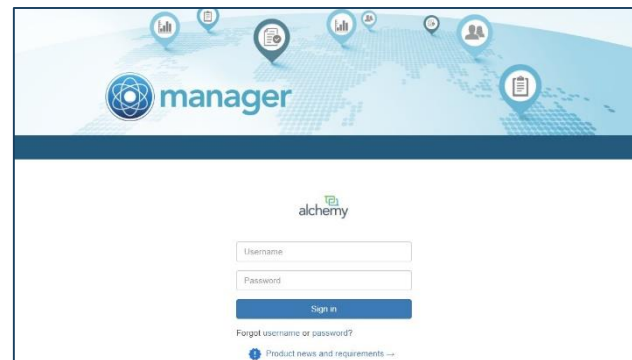 manager
alchemy
Username
Password
Sign in
Forgot username or password?
Product news and requirements →